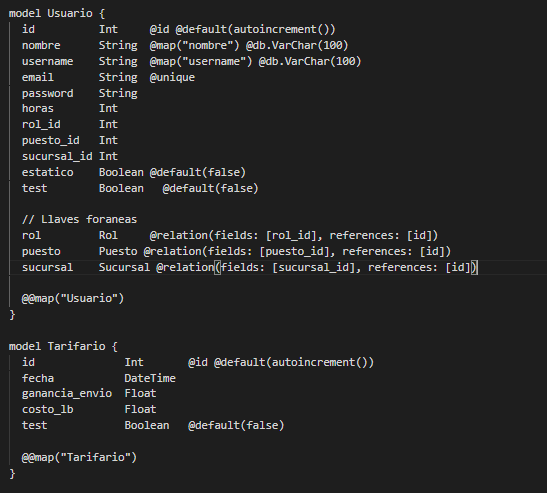 model Usuario {
id Int @id @default(autoincrement())
nombre String @map("nombre") @db.VarChar(100)
username String @map("username") @db.VarChar(100)
email String @unique
password String
horas Int
rol_id Int
puesto_id Int
sucursal_id Int
estatico Boolean @default(false)
test Boolean @default(false)
// Llaves foraneas
rol Rol @relation(fields: [rol_id], references: [id])
puesto Puesto @relation(fields: [puesto_id], references: [id])
sucursal Sucursal @relation(fields: [sucursal_id], references: [id])
@@map("Usuario")
}
model Tarifario {
id Int @id @default(autoincrement())
fecha DateTime
ganancia_envio Float
costo_lb Float
test Boolean @default(false)
@@map("Tarifario")
}